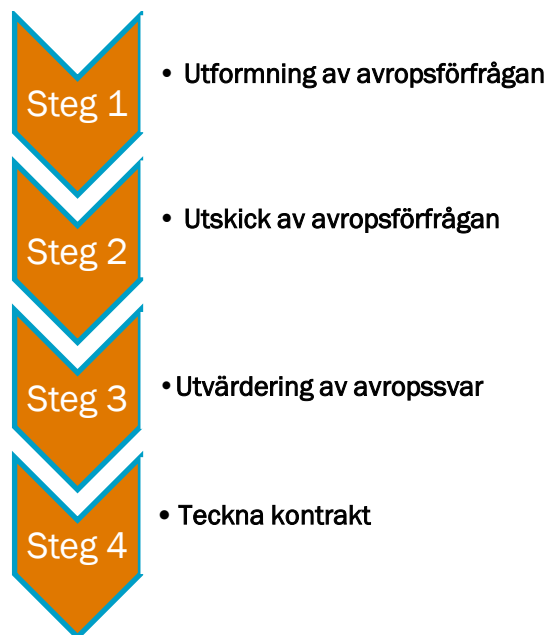 Steg 1
• Utformning av avropsförfrågan
Steg 2
• Utskick av avropsförfrågan
Steg 3
•Utvärdering av avropssvar
Steg 4
• Teckna kontrakt